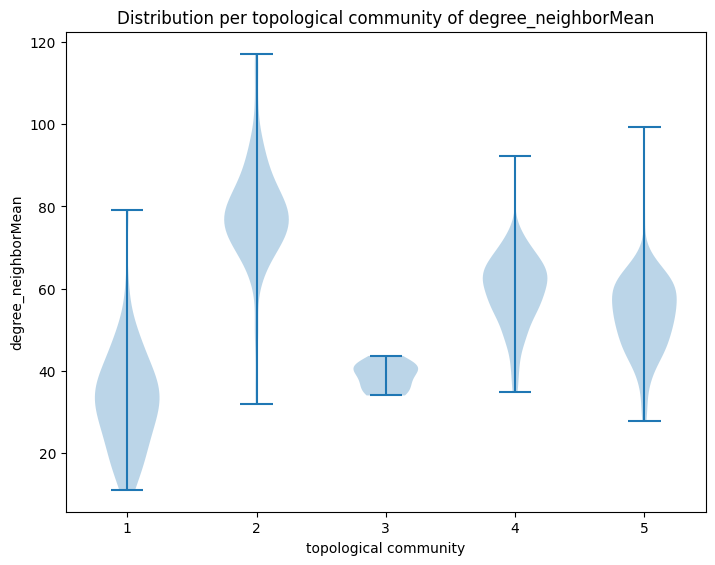 Distribution per topological community of degree_neighborMean
120
100
80
60
40
20
degree_neighborMean
1 2 3 4 5
topological community